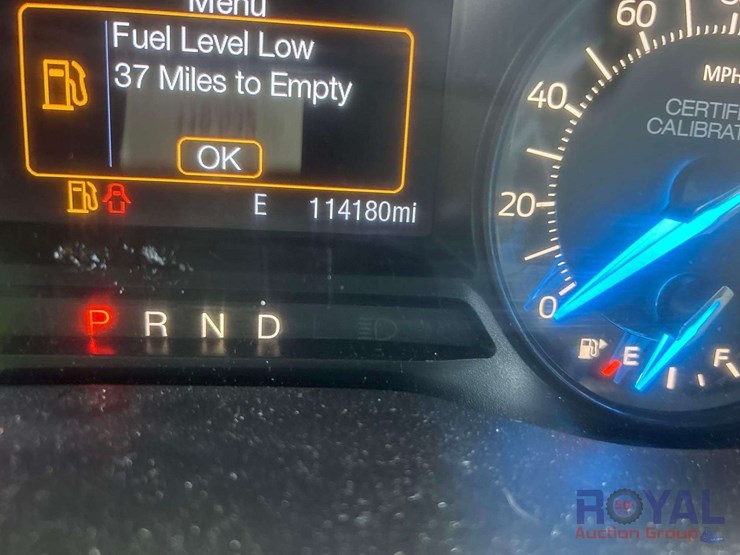 Menu
Fuel Level Low
37 Miles to Empty
OK
E 114180mi
P R N D
60
40
20
0
MPH
CERTIF
CALIBRAT
E F
ROYAL
Auction Group